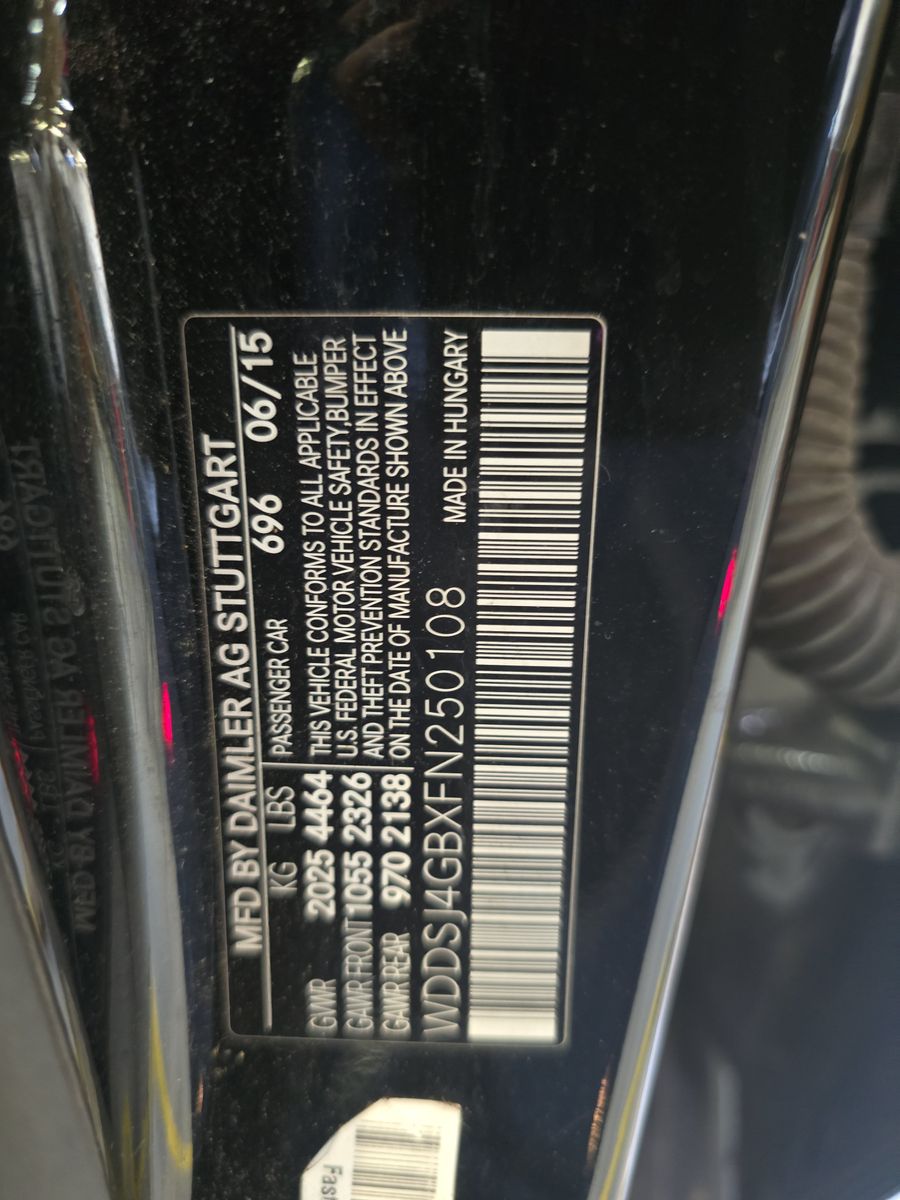 MFD BY DAIMLER AG STUTTGART
KG LBS PASSENGER CAR 696 06/15
GWR 2025 4464 THIS VEHICLE CONFORMS TO ALL APPLICABLE
GAWR FRONT 1055 2326 U.S. FEDERAL MOTOR VEHICLE SAFETY, BUMPER
AND THEFT PREVENTION STANDARDS IN EFFECT
GAWR REAR 970 2138 ON THE DATE OF MANUFACTURE SHOWN ABOVE
WDDSJ4GBXFN250108 MADE IN HUNGARY